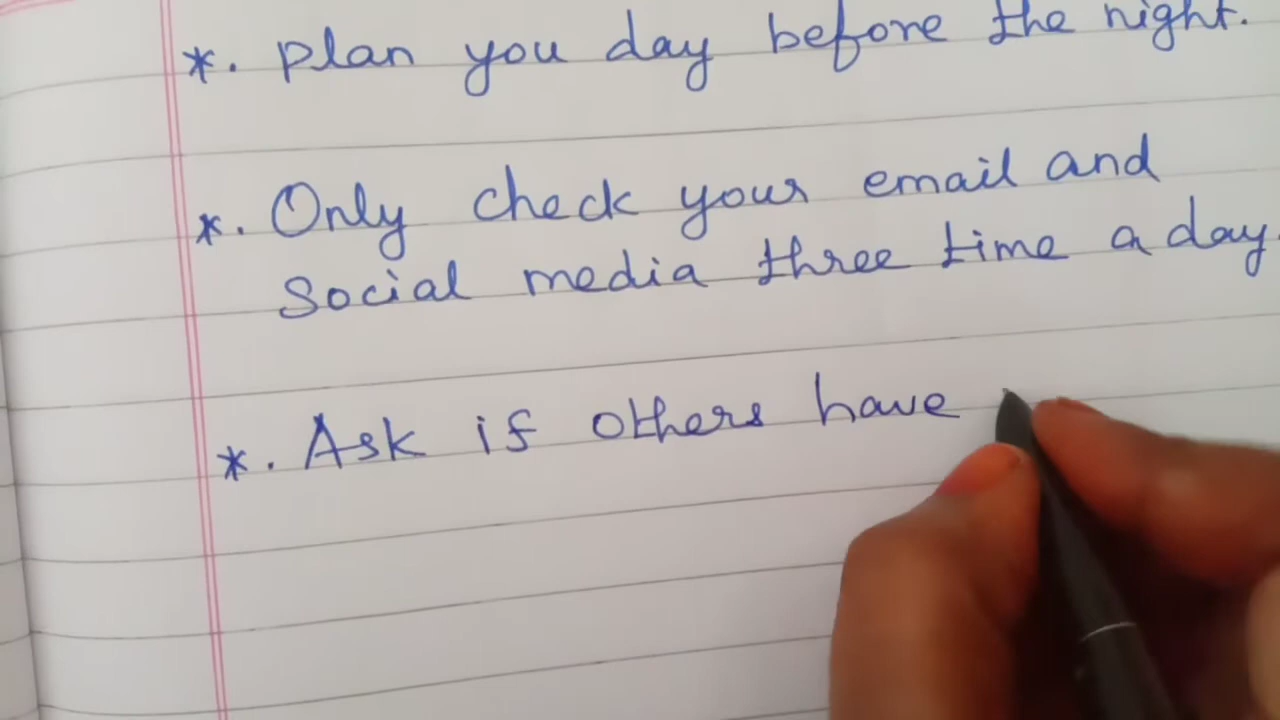 *. plan you day before the night.
*. Only check your email and
Social media three time a day.
*. Ask if others have